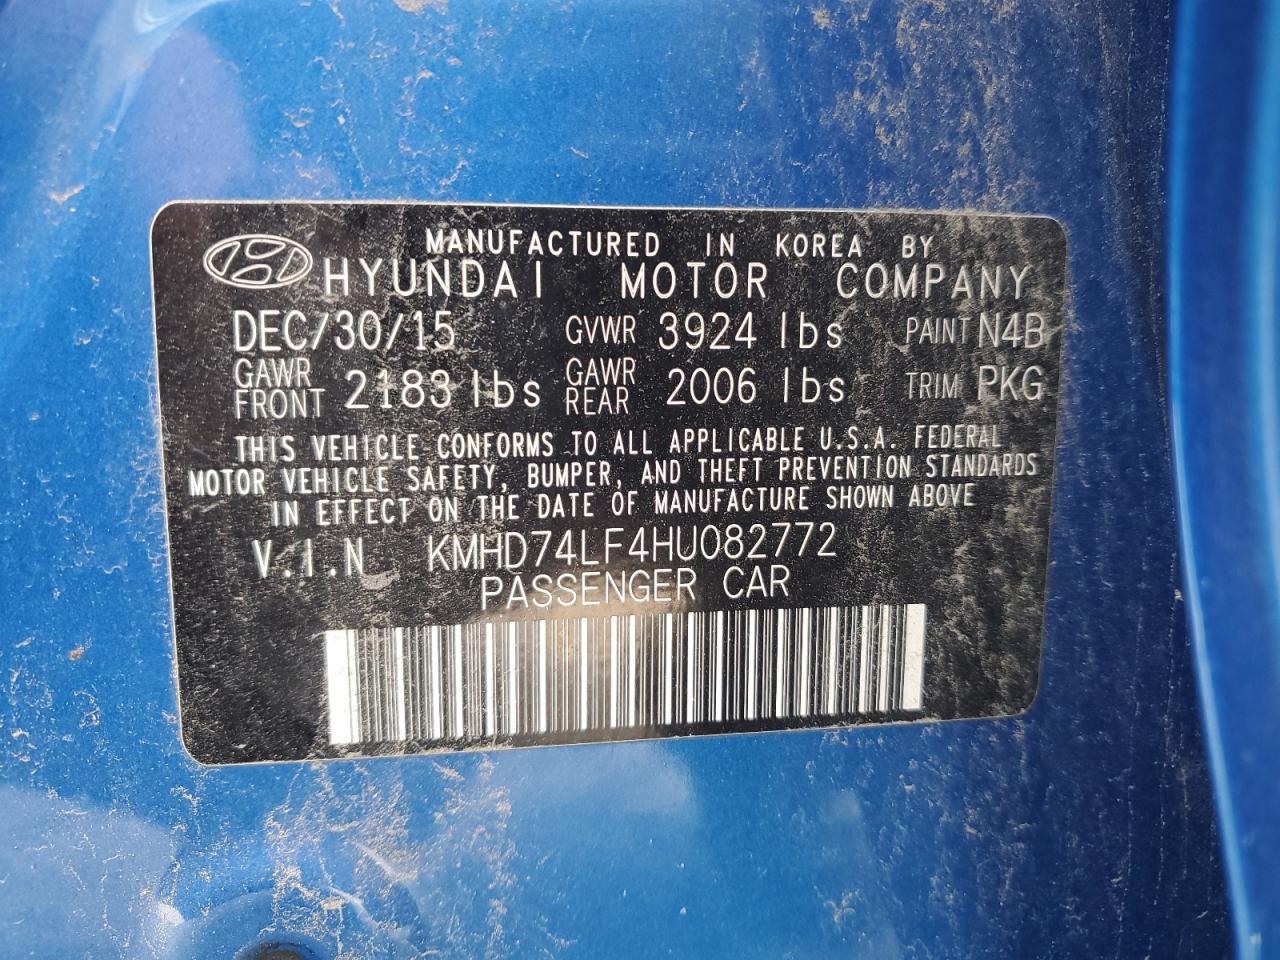 MANUFACTURED IN KOREA BY
HYUNDAI MOTOR COMPANY
DEC/30/15 GVWR 3924 lbs PAINT N4B
GAWR FRONT 2183 lbs GAWR REAR 2006 lbs TRIM PKG
THIS VEHICLE CONFORMS TO ALL APPLICABLE U.S.A. FEDERAL
MOTOR VEHICLE SAFETY, BUMPER, AND THEFT PREVENTION STANDARDS
IN EFFECT ON THE DATE OF MANUFACTURE SHOWN ABOVE
V.I.N KMHD74LF4HU082772
PASSENGER CAR